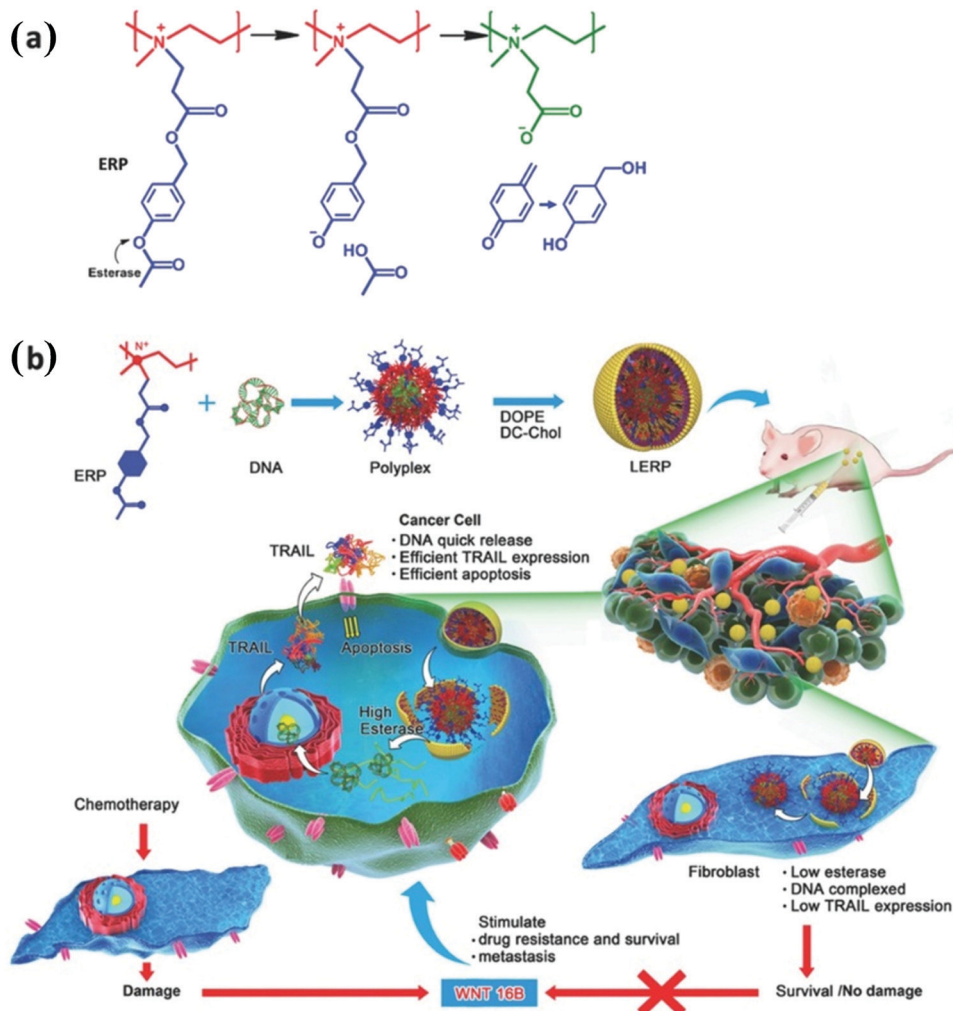 (a)
N
+
N
+
N
+
O
O
O
O
O
-
ERP
O
O
Esterase
O
-
HO
O
O
OH
HO
(b)
N+
+
ERP
DNA
Polyplex
DOPE
DC-Chol
LERP
Cancer Cell
• DNA quick release
• Efficient TRAIL expression
• Efficient apoptosis
TRAIL
TRAIL
Apoptosis
High
Esterase
Chemotherapy
Damage
Stimulate
• drug resistance and survival
• metastasis
WNT 16B
Fibroblast
• Low esterase
• DNA complexed
• Low TRAIL expression
Survival /No damage